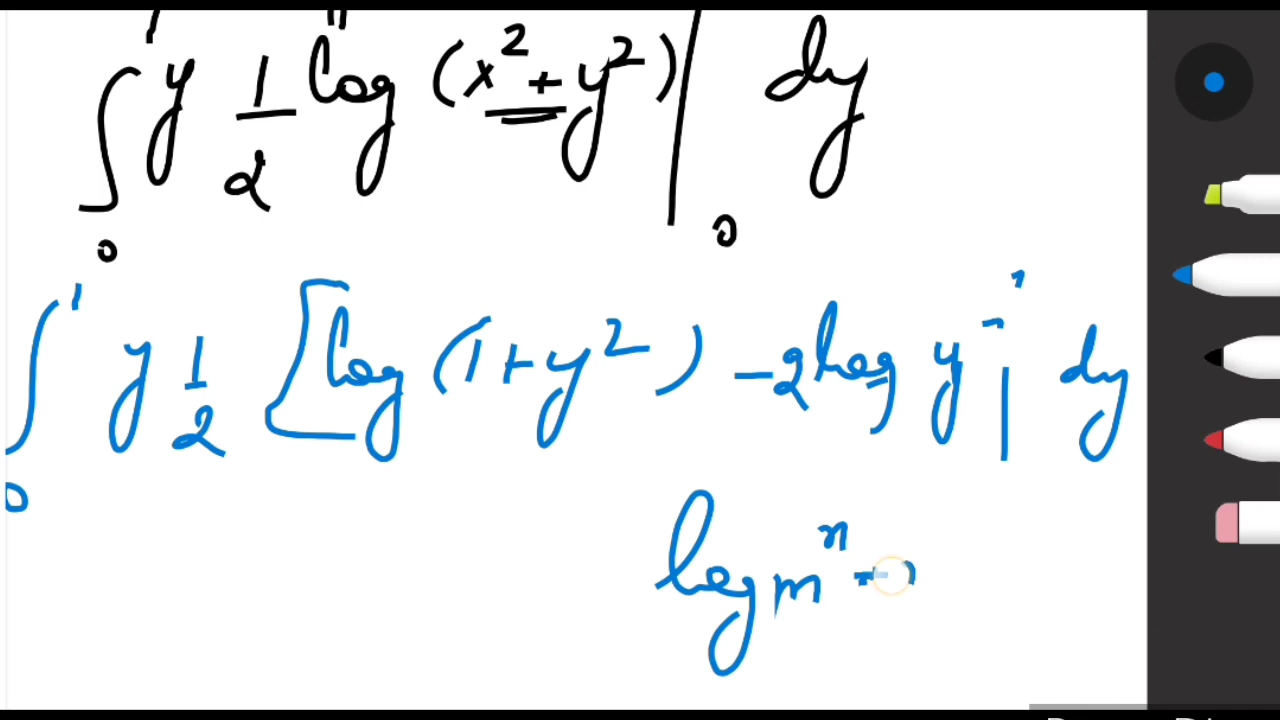 ∫₀¹ y 1/2 log (x² + y²) |₀ dy
∫₀¹ y 1/2 [log (1+y²) - 2 log y] dy
log mⁿ =